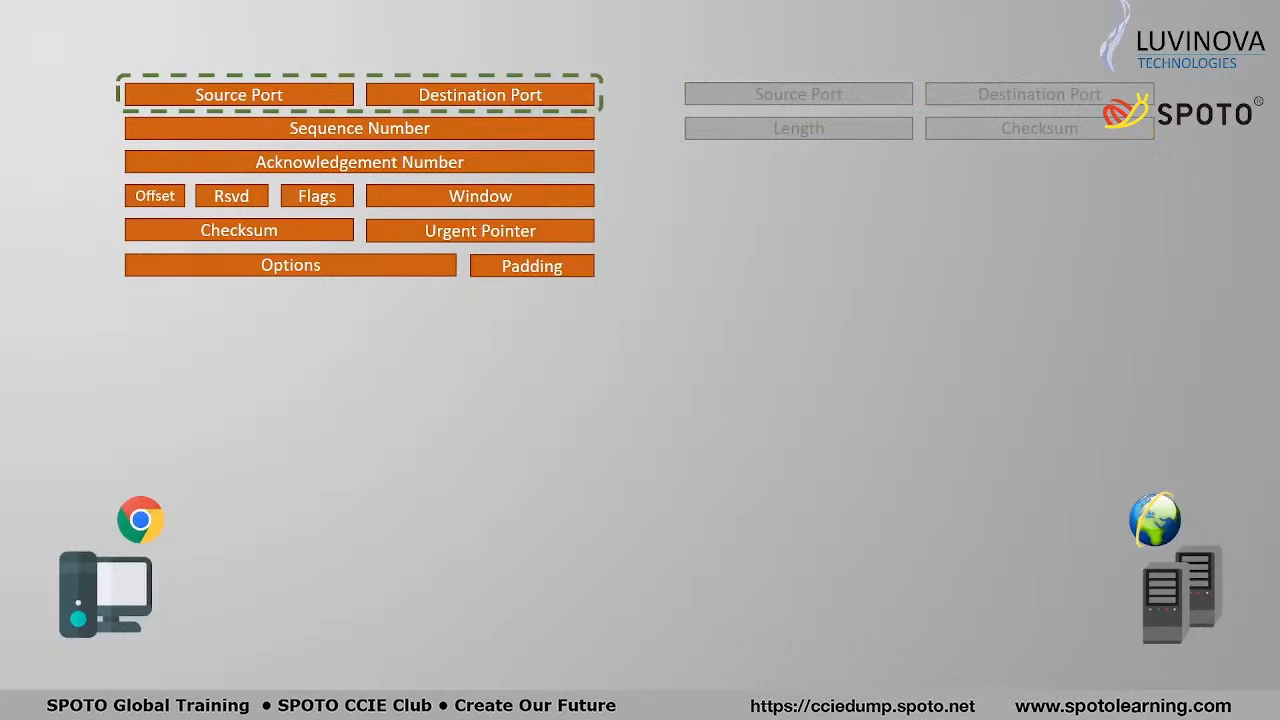 LUVINOVA
TECHNOLOGIES
SPOTO®
Source Port Destination Port
Sequence Number
Acknowledgement Number
Offset Rsvd Flags Window
Checksum Urgent Pointer
Options Padding
Source Port Destination Port
Length Checksum
SPOTO Global Training ● SPOTO CCIE Club ● Create Our Future
https://cciedump.spoto.net www.spotolearning.com